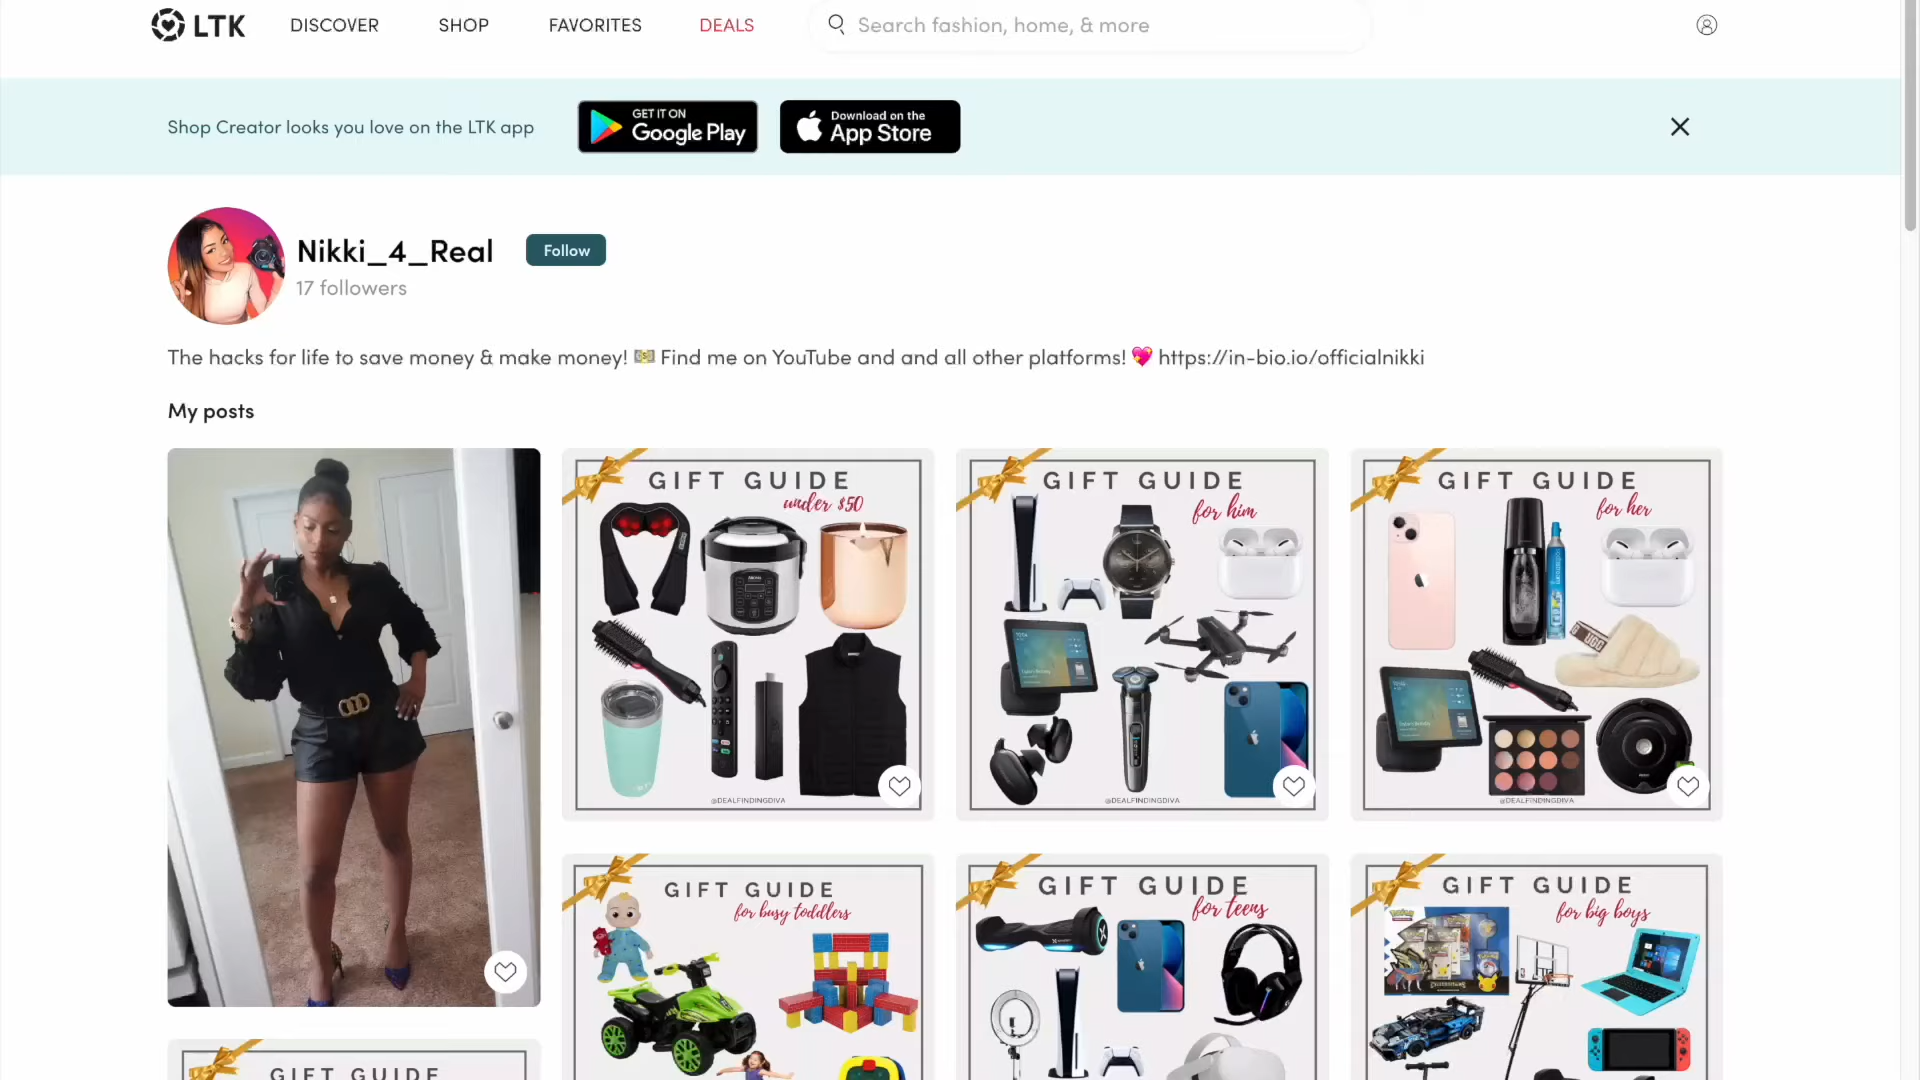 LTK
DISCOVER
SHOP
FAVORITES
DEALS
Search fashion, home, & more
Shop Creator looks you love on the LTK app
GET IT ON
Google Play
Download on the
App Store
Nikki_4_Real
Follow
17 followers
The hacks for life to save money & make money! 💵 Find me on YouTube and and all other platforms! 💖 https://in-bio.io/officialnikki
My posts
GIFT GUIDE
under $50
@DEALFINDINGDIVA
GIFT GUIDE
for him
@DEALFINDINGDIVA
GIFT GUIDE
for her
UGG
@DEALFINDINGDIVA
GIFT GUIDE
for busy toddlers
GIFT GUIDE
for teens
GIFT GUIDE
for big boys
GIFT GUIDE